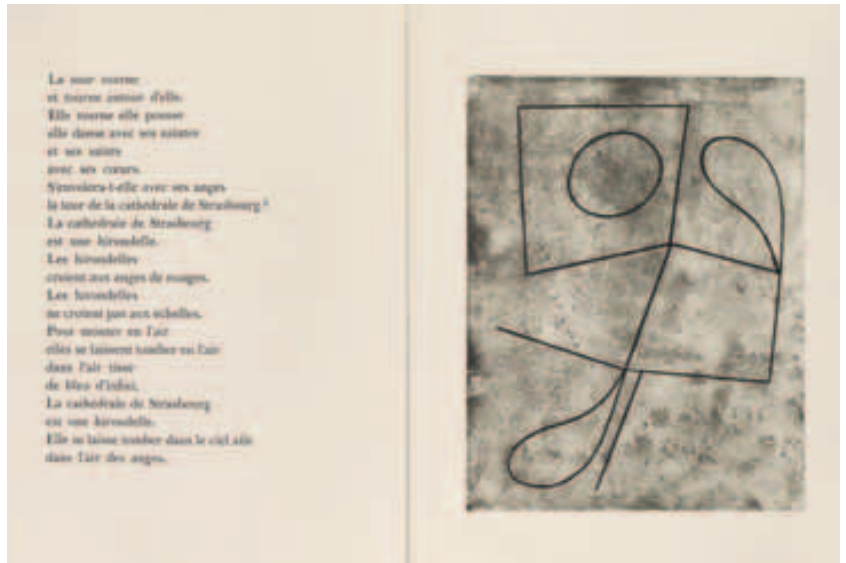 La tour tourne
et tourne autour d'elle.
Elle tourne elle pousse
elle danse avec ses saintes
et ses saints
avec ses cœurs.
S'envolera-t-elle avec ses anges
la tour de la cathédrale de Strasbourg ?
La cathédrale de Strasbourg
est une hirondelle.
Les hirondelles
croient aux anges de nuages.
Les hirondelles
ne croient pas aux échelles.
Pour monter en l'air
elles se laissent tomber en l'air
dans l'air
de bleu d'infini.
La cathédrale de Strasbourg
est une hirondelle.
Elle se laisse tomber dans le ciel ailé
dans l'air des anges.